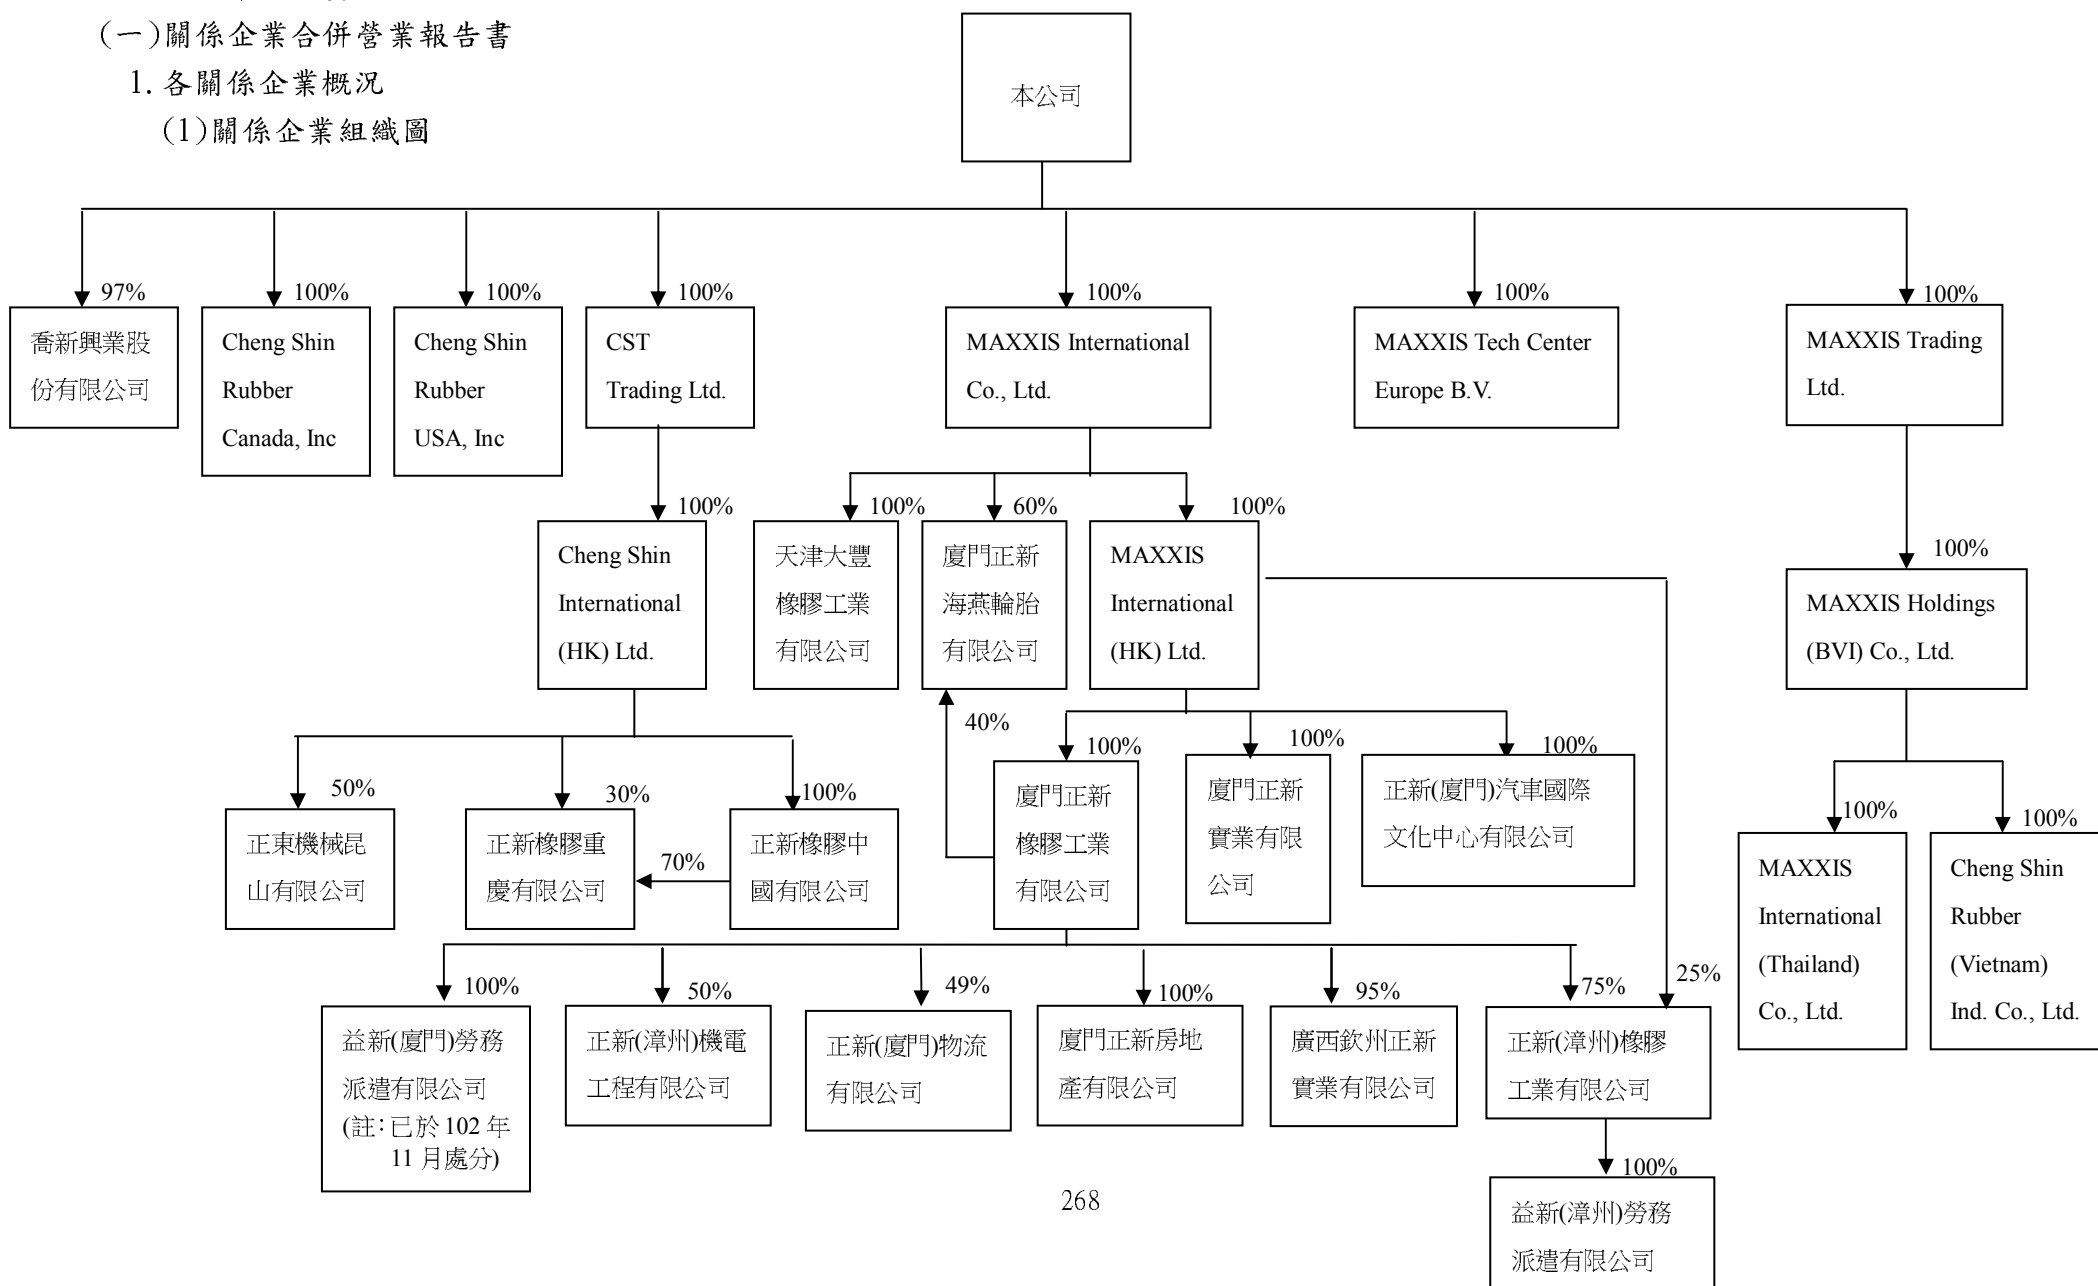 (一)關係企業合併營業報告書
1. 各關係企業概況
(1)關係企業組織圖
本公司
97%
100%
100%
100%
100%
100%
100%
喬新興業股
份有限公司
Cheng Shin
Rubber
Canada, Inc
Cheng Shin
Rubber
USA, Inc
CST
Trading Ltd.
MAXXIS International
Co., Ltd.
MAXXIS Tech Center
Europe B.V.
MAXXIS Trading
Ltd.
100%
100%
60%
100%
100%
Cheng Shin
International
(HK) Ltd.
天津大豐
橡膠工業
有限公司
廈門正新
海燕輪胎
有限公司
MAXXIS
International
(HK) Ltd.
MAXXIS Holdings
(BVI) Co., Ltd.
40%
50%
30%
100%
100%
100%
100%
100%
100%
正東機械昆
山有限公司
正新橡膠重
慶有限公司
70%
正新橡膠中
國有限公司
廈門正新
橡膠工業
有限公司
廈門正新
實業有限
公司
正新(廈門)汽車國際
文化中心有限公司
MAXXIS
International
(Thailand)
Co., Ltd.
Cheng Shin
Rubber
(Vietnam)
Ind. Co., Ltd.
100%
50%
49%
100%
95%
75%
25%
益新(廈門)勞務
派遣有限公司
(註:已於 102 年
11 月處分)
正新(漳州)機電
工程有限公司
正新(廈門)物流
有限公司
廈門正新房地
產有限公司
廣西欽州正新
實業有限公司
正新(漳州)橡膠
工業有限公司
100%
益新(漳州)勞務
派遣有限公司
268